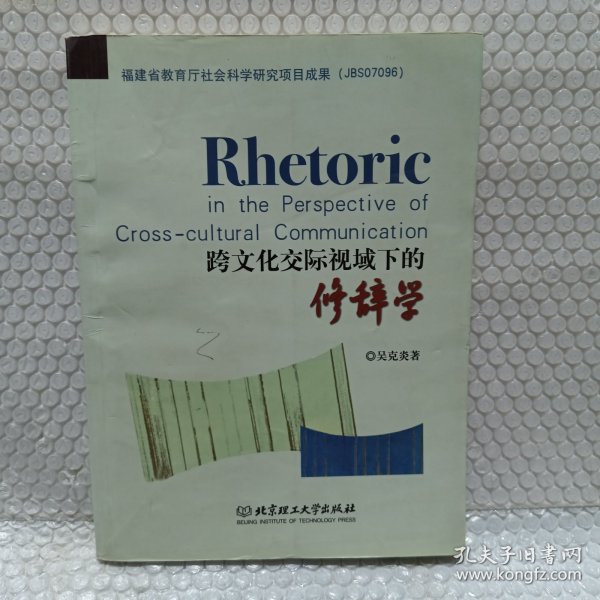 福建省教育厅社会科学研究项目成果（JBS07096）
Rhetoric
in the Perspective of
Cross-cultural Communication
跨文化交际视域下的
修辞学
◎吴克炎著
北京理工大学出版社
BEIJING INSTITUTE OF TECHNOLOGY PRESS
孔夫子旧书网
www.kongfz.com